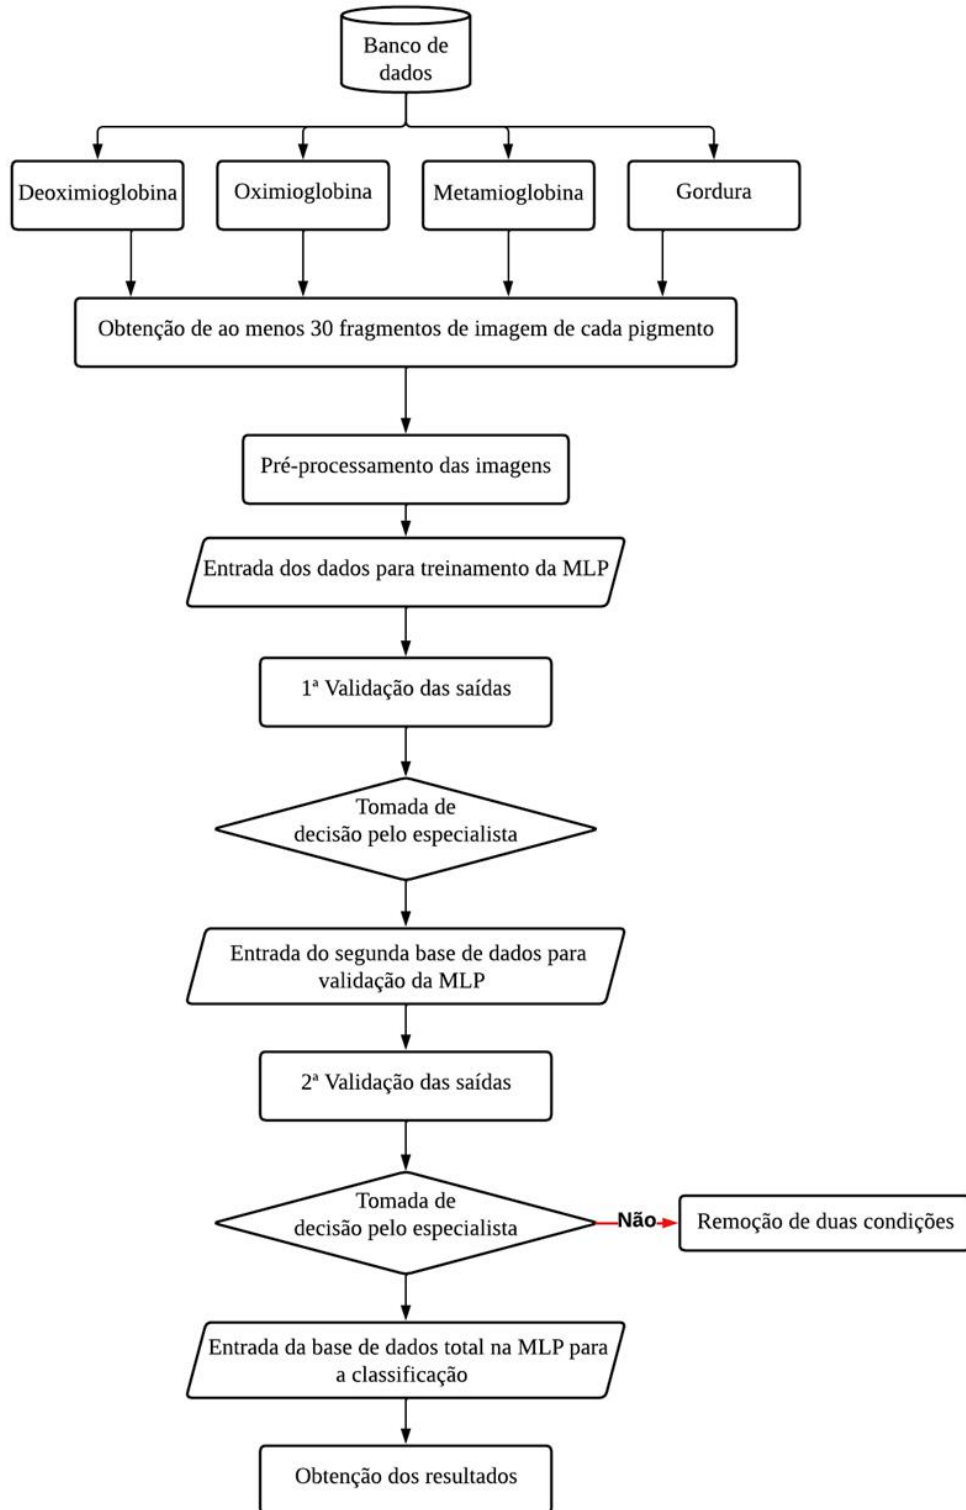 Banco de
dados
Deoximioglobina
Oximioglobina
Metamioglobina
Gordura
Obtenção de ao menos 30 fragmentos de imagem de cada pigmento
Pré-processamento das imagens
Entrada dos dados para treinamento da MLP
1ª Validação das saídas
Tomada de
decisão pelo especialista
Entrada do segunda base de dados para
validação da MLP
2ª Validação das saídas
Tomada de
decisão pelo especialista
Não
Remoção de duas condições
Entrada da base de dados total na MLP para
a classificação
Obtenção dos resultados